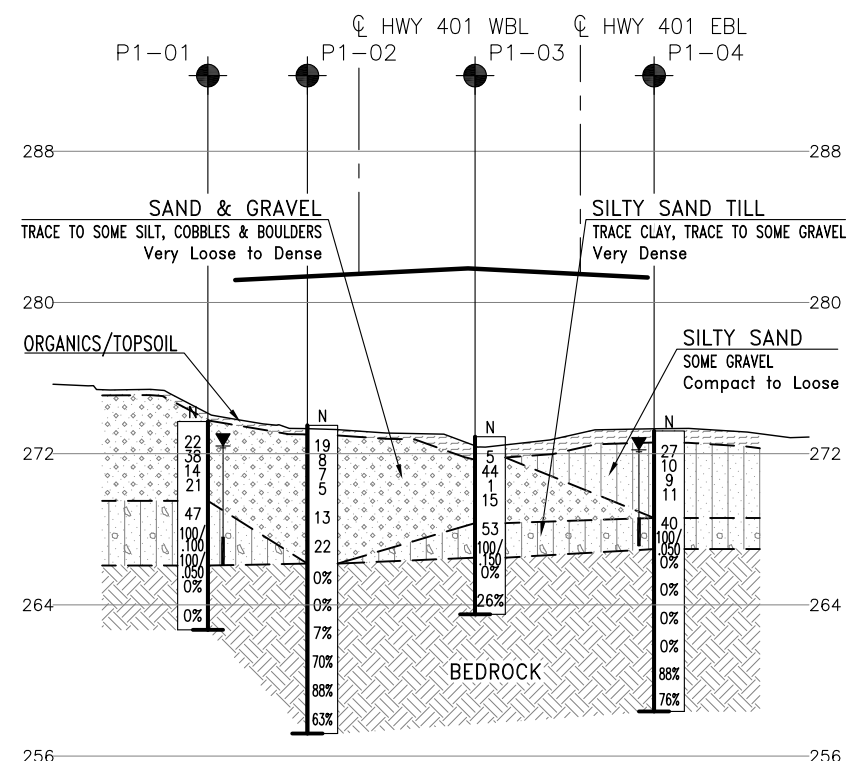 ℄ HWY 401 WBL
℄ HWY 401 EBL
P1-01
P1-02
P1-03
P1-04
288
288
SAND & GRAVEL
TRACE TO SOME SILT, COBBLES & BOULDERS
Very Loose to Dense
SILTY SAND TILL
TRACE CLAY, TRACE TO SOME GRAVEL
Very Dense
280
280
ORGANICS/TOPSOIL
SILTY SAND
SOME GRAVEL
Compact to Loose
272
272
N
22
38
14
21
47
100/
.100
100/
.050
0%
0%
N
19
8
7
5
13
22
0%
0%
7%
70%
88%
63%
N
5
44
1
15
53
100/
.150
0%
26%
N
27
10
9
11
40
100/
.050
0%
0%
0%
0%
88%
76%
264
264
BEDROCK
256
256